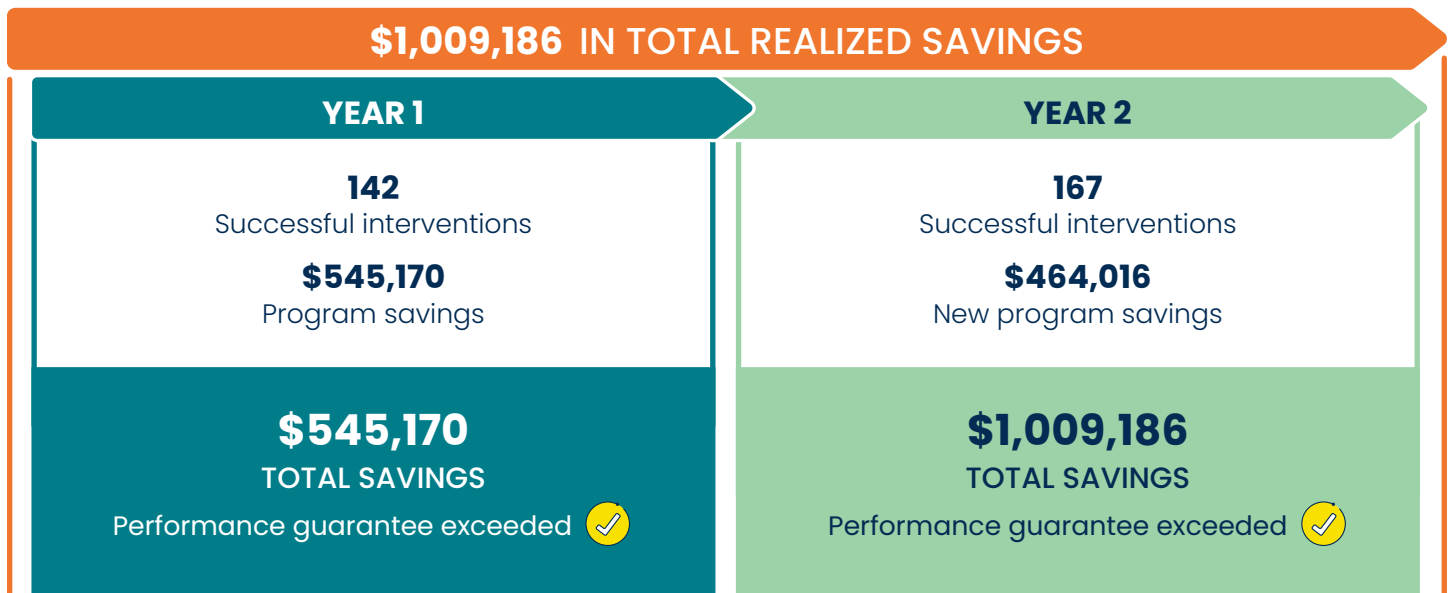 $1,009,186 IN TOTAL REALIZED SAVINGS
YEAR 1
142
Successful interventions
$545,170
Program savings
$545,170
TOTAL SAVINGS
Performance guarantee exceeded
YEAR 2
167
Successful interventions
$464,016
New program savings
$1,009,186
TOTAL SAVINGS
Performance guarantee exceeded